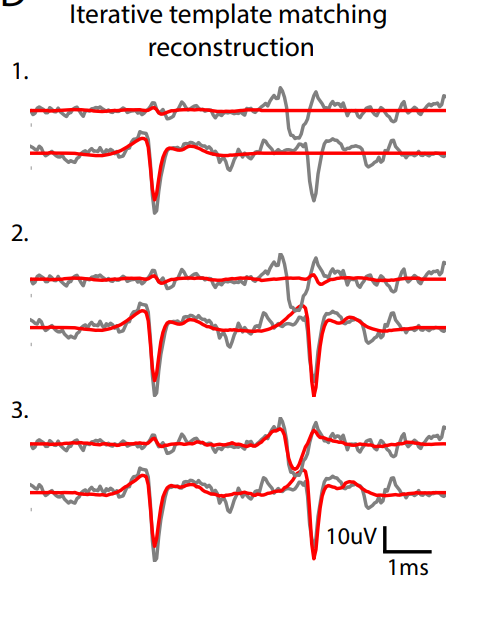 D
Iterative template matching
reconstruction
1.
2.
3.
10uV
1ms